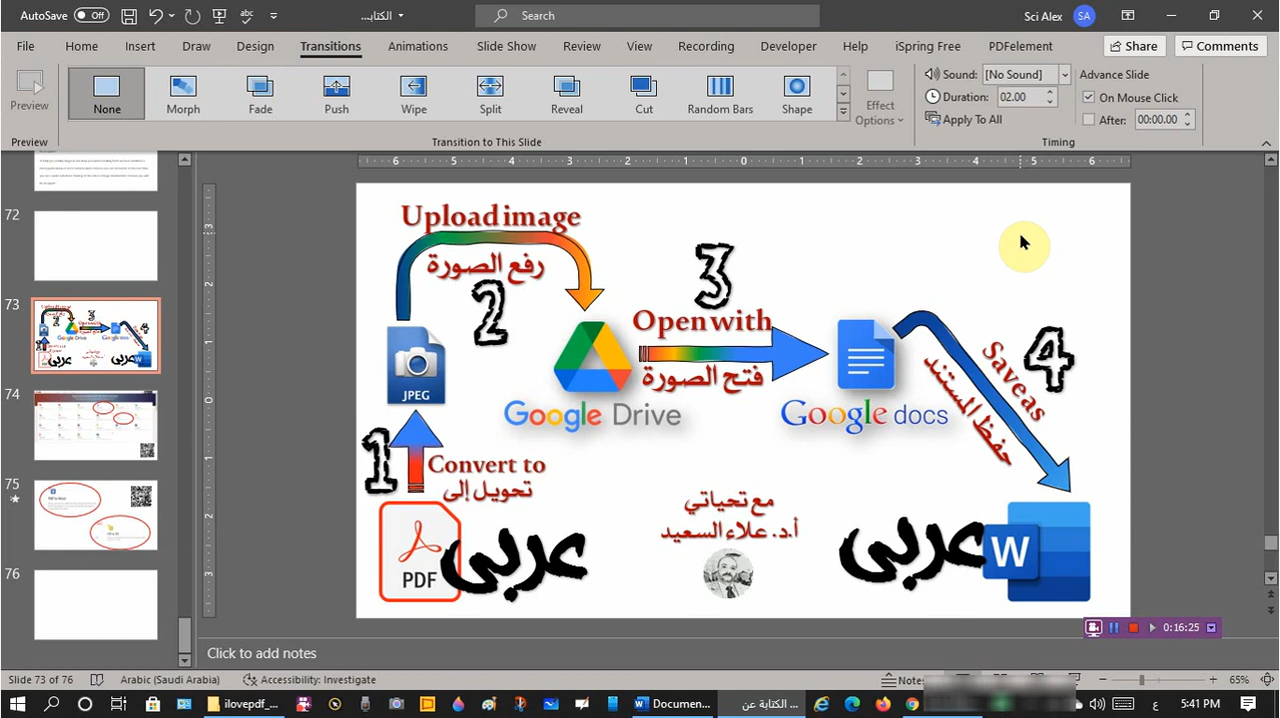 AutoSave Off
...الكتابة
Search
Sci Alex SA
File Home Insert Draw Design Transitions Animations Slide Show Review View Recording Developer Help iSpring Free PDFelement Share Comments
Preview
None Morph Fade Push Wipe Split Reveal Cut Random Bars Shape
Effect Options
Sound: [No Sound]
Duration: 02.00
Apply To All
Advance Slide
On Mouse Click
After: 00:00.00
Preview Transition to This Slide Timing
72
73
74
75
76
Upload image
رفع الصورة
2
3
Open with
فتح الصورة
4
Save as
حفظ المستند
JPEG
Google Drive
Google docs
1
Convert to
تحويل إلى
PDF
عربى
مع تحياتي
أ.د. علاء السعيد
عربى
W
0:16:25
Click to add notes
Slide 73 of 76 Arabic (Saudi Arabia) Accessibility: Investigate
65%
ilovepdf_...
Documen...
الكتابة عن ...
ع 5:41 PM